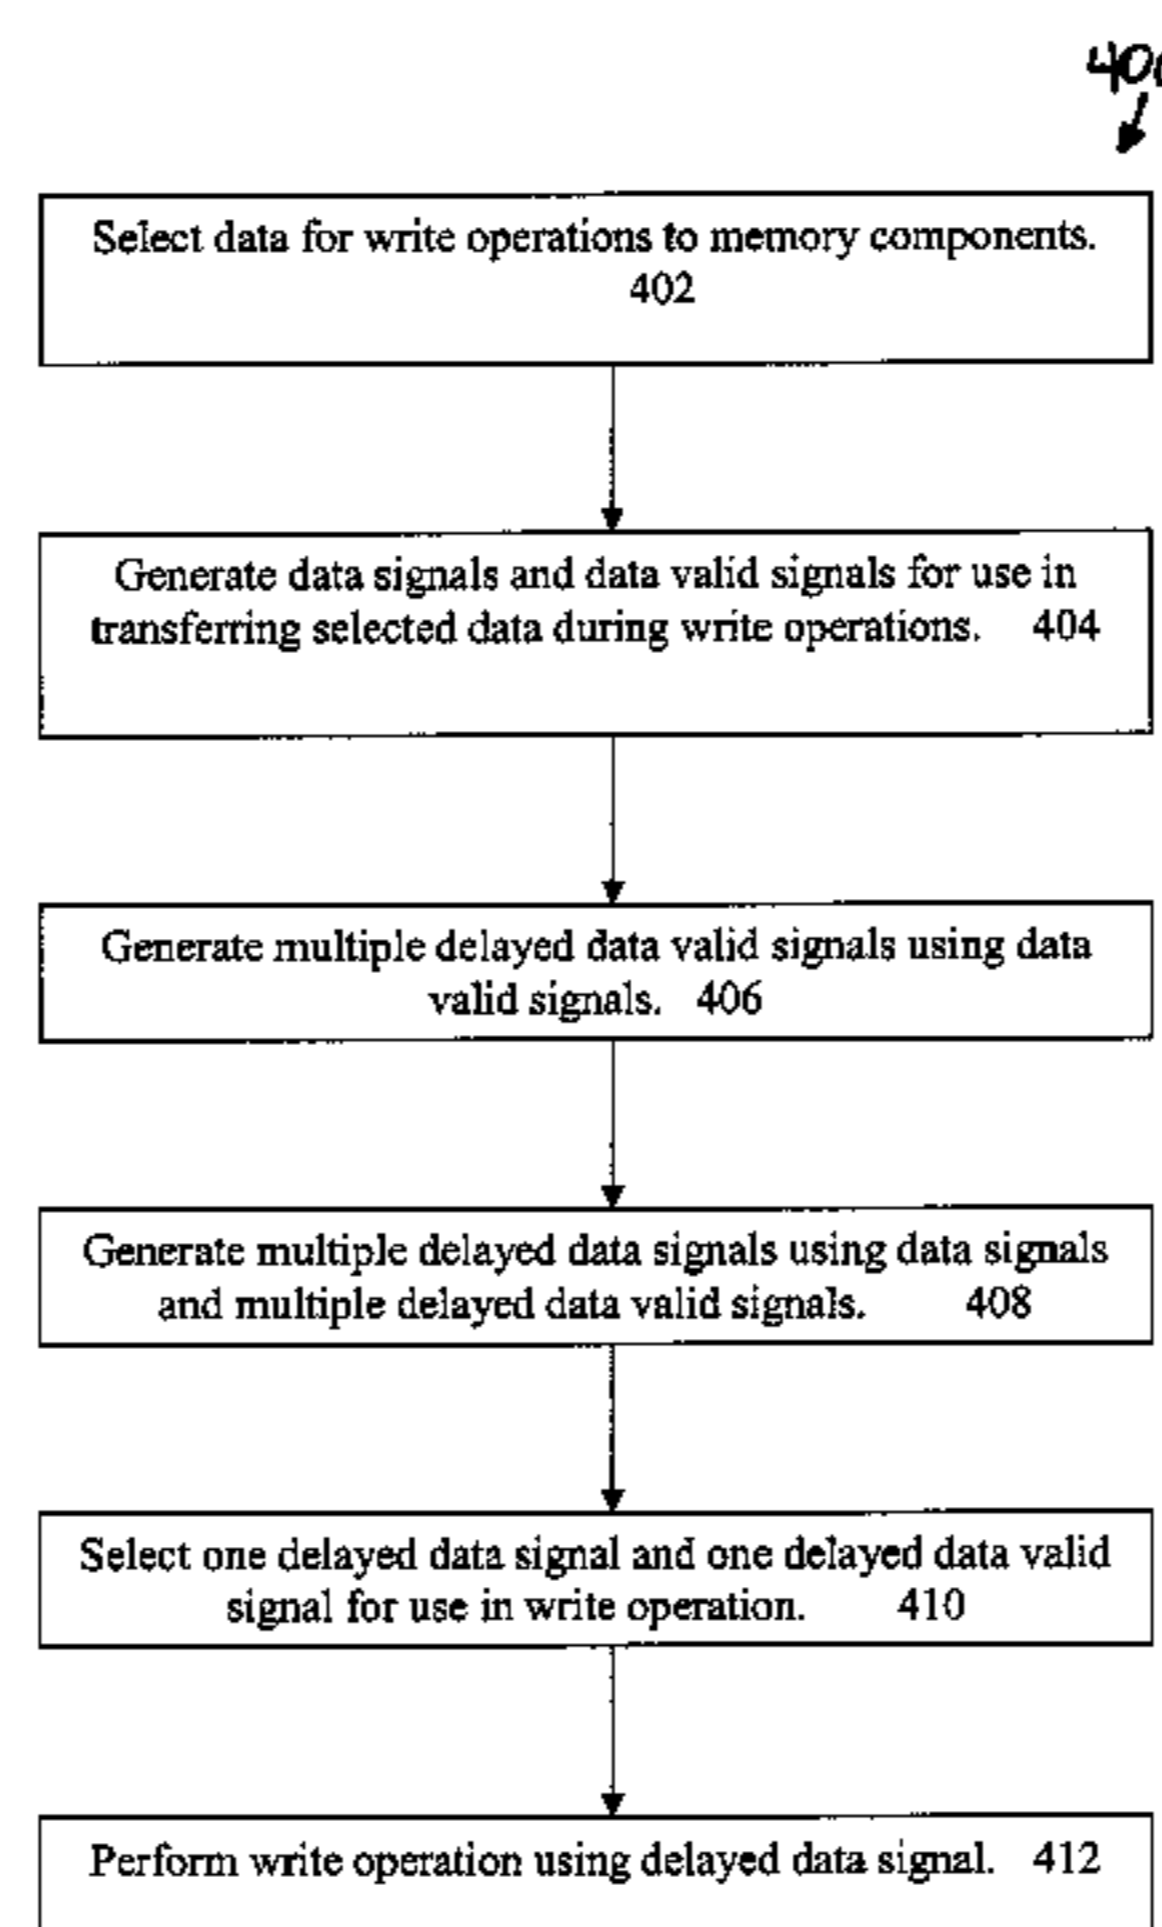 Select data for write operations to memory components.
402
Generate data signals and data valid signals for use in
transferring selected data during write operations. 404
Generate multiple delayed data valid signals using data
valid signals. 406
Generate multiple delayed data signals using data signals
and multiple delayed data valid signals. 408
Select one delayed data signal and one delayed data valid
signal for use in write operation. 410
Perform write operation using delayed data signal. 412